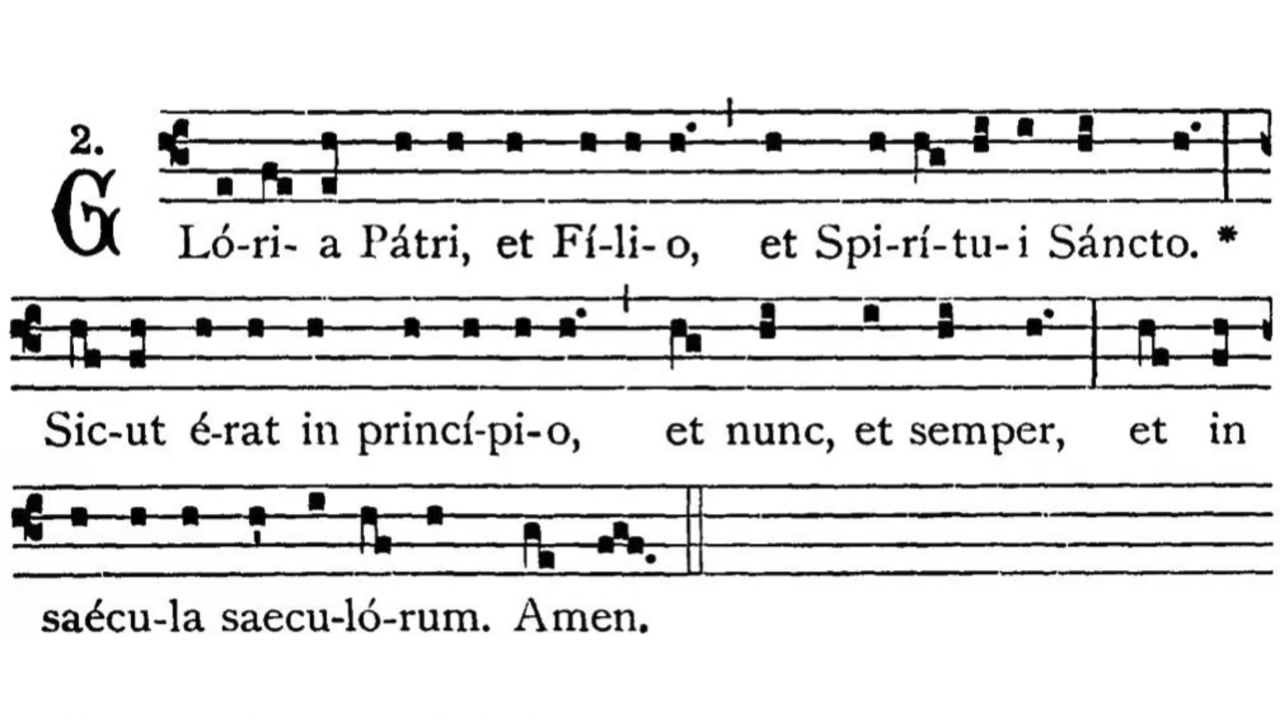 2.
GLó-ri- a Pátri, et Fí-li- o, et Spi-rí-tu- i Sáncto. *
Sic-ut é-rat in princí-pi-o, et nunc, et semper, et in
saécu-la saecu-ló-rum. Amen.